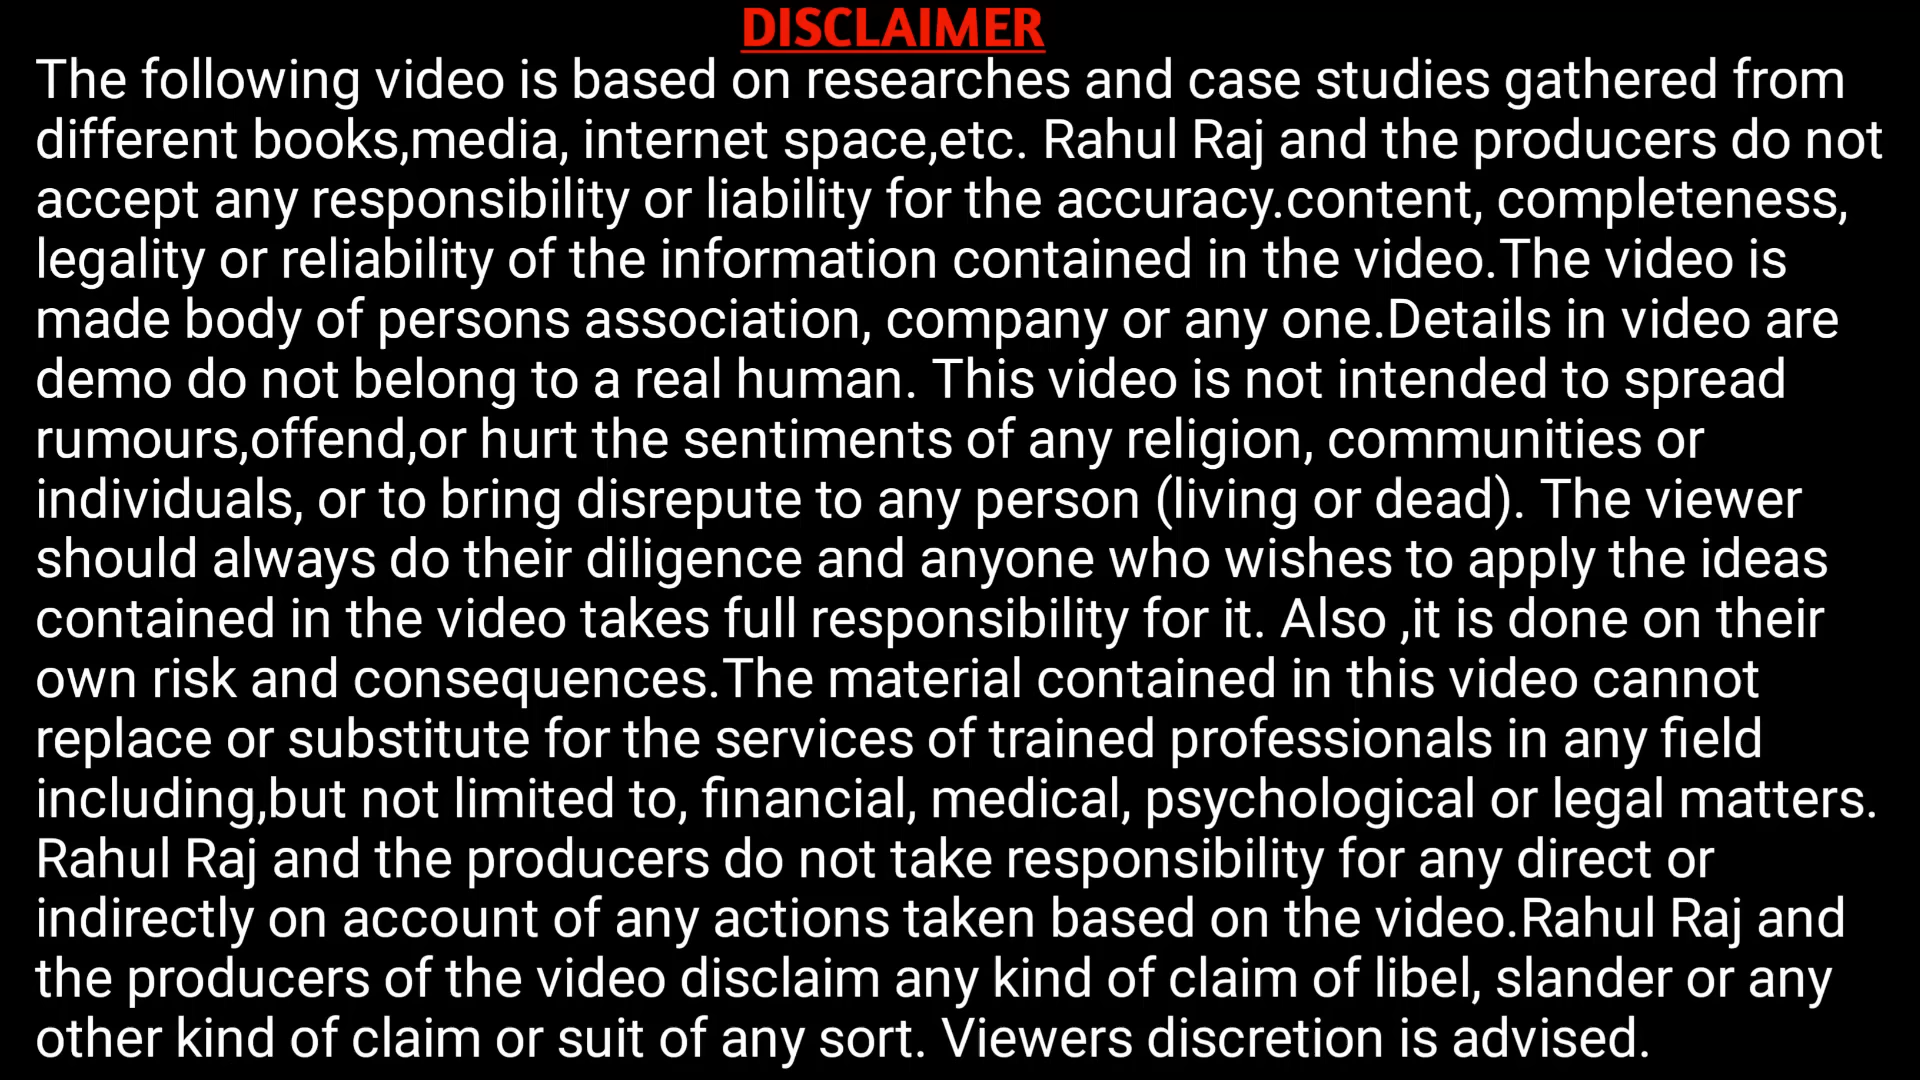 DISCLAIMER
The following video is based on researches and case studies gathered from
different books,media, internet space,etc. Rahul Raj and the producers do not
accept any responsibility or liability for the accuracy.content, completeness,
legality or reliability of the information contained in the video.The video is
made body of persons association, company or any one.Details in video are
demo do not belong to a real human. This video is not intended to spread
rumours,offend,or hurt the sentiments of any religion, communities or
individuals, or to bring disrepute to any person (living or dead). The viewer
should always do their diligence and anyone who wishes to apply the ideas
contained in the video takes full responsibility for it. Also ,it is done on their
own risk and consequences.The material contained in this video cannot
replace or substitute for the services of trained professionals in any field
including,but not limited to, financial, medical, psychological or legal matters.
Rahul Raj and the producers do not take responsibility for any direct or
indirectly on account of any actions taken based on the video.Rahul Raj and
the producers of the video disclaim any kind of claim of libel, slander or any
other kind of claim or suit of any sort. Viewers discretion is advised.